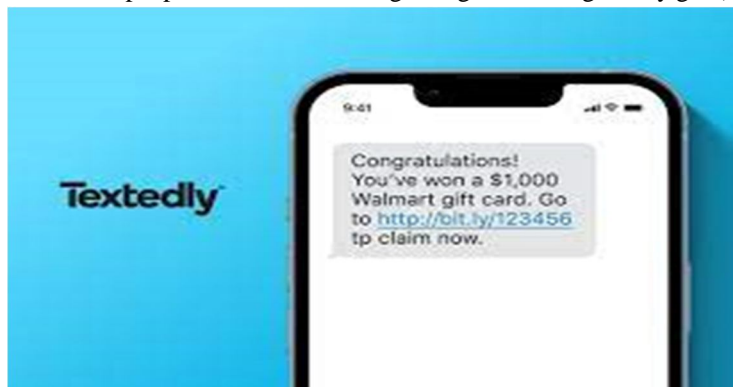 Textedly
9:41
Congratulations!
You've won a $1,000
Walmart gift card. Go
to http://bit.ly/123456
tp claim now.